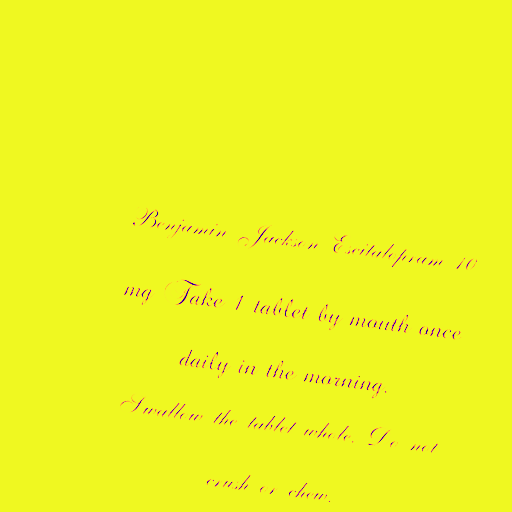 Benjamin Jackson Escitalopram 10
mg Take 1 tablet by mouth once
daily in the morning.
Swallow the tablet whole. Do not
crush or chew.